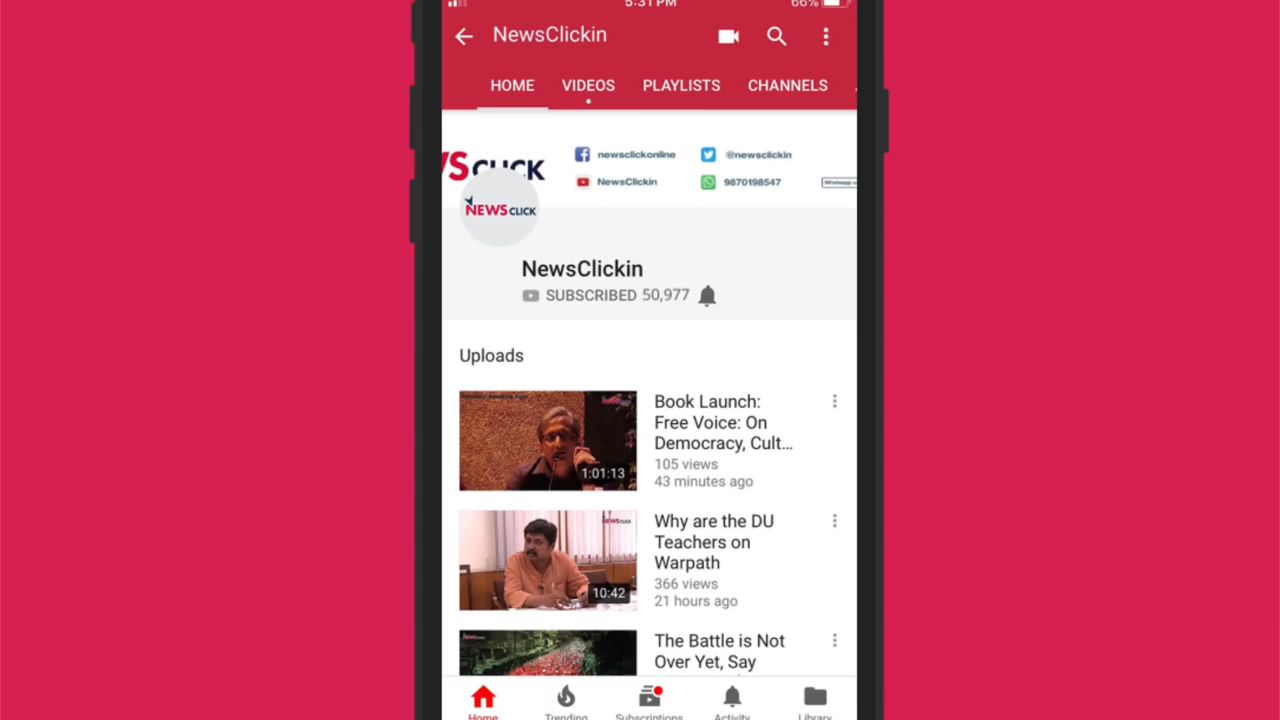 5:31 PM
66%
NewsClickin
HOME VIDEOS PLAYLISTS CHANNELS
WS CLICK
newsclickonline @newsclickin
NewsClickin 9870198547
NEWSCLICK
NewsClickin
SUBSCRIBED 50,977
Uploads
Book Launch:
Free Voice: On
Democracy, Cult...
105 views
43 minutes ago
1:01:13
Why are the DU
Teachers on
Warpath
366 views
21 hours ago
NEWSCLICK
10:42
The Battle is Not
Over Yet, Say
Home Trending Subscriptions Activity Library